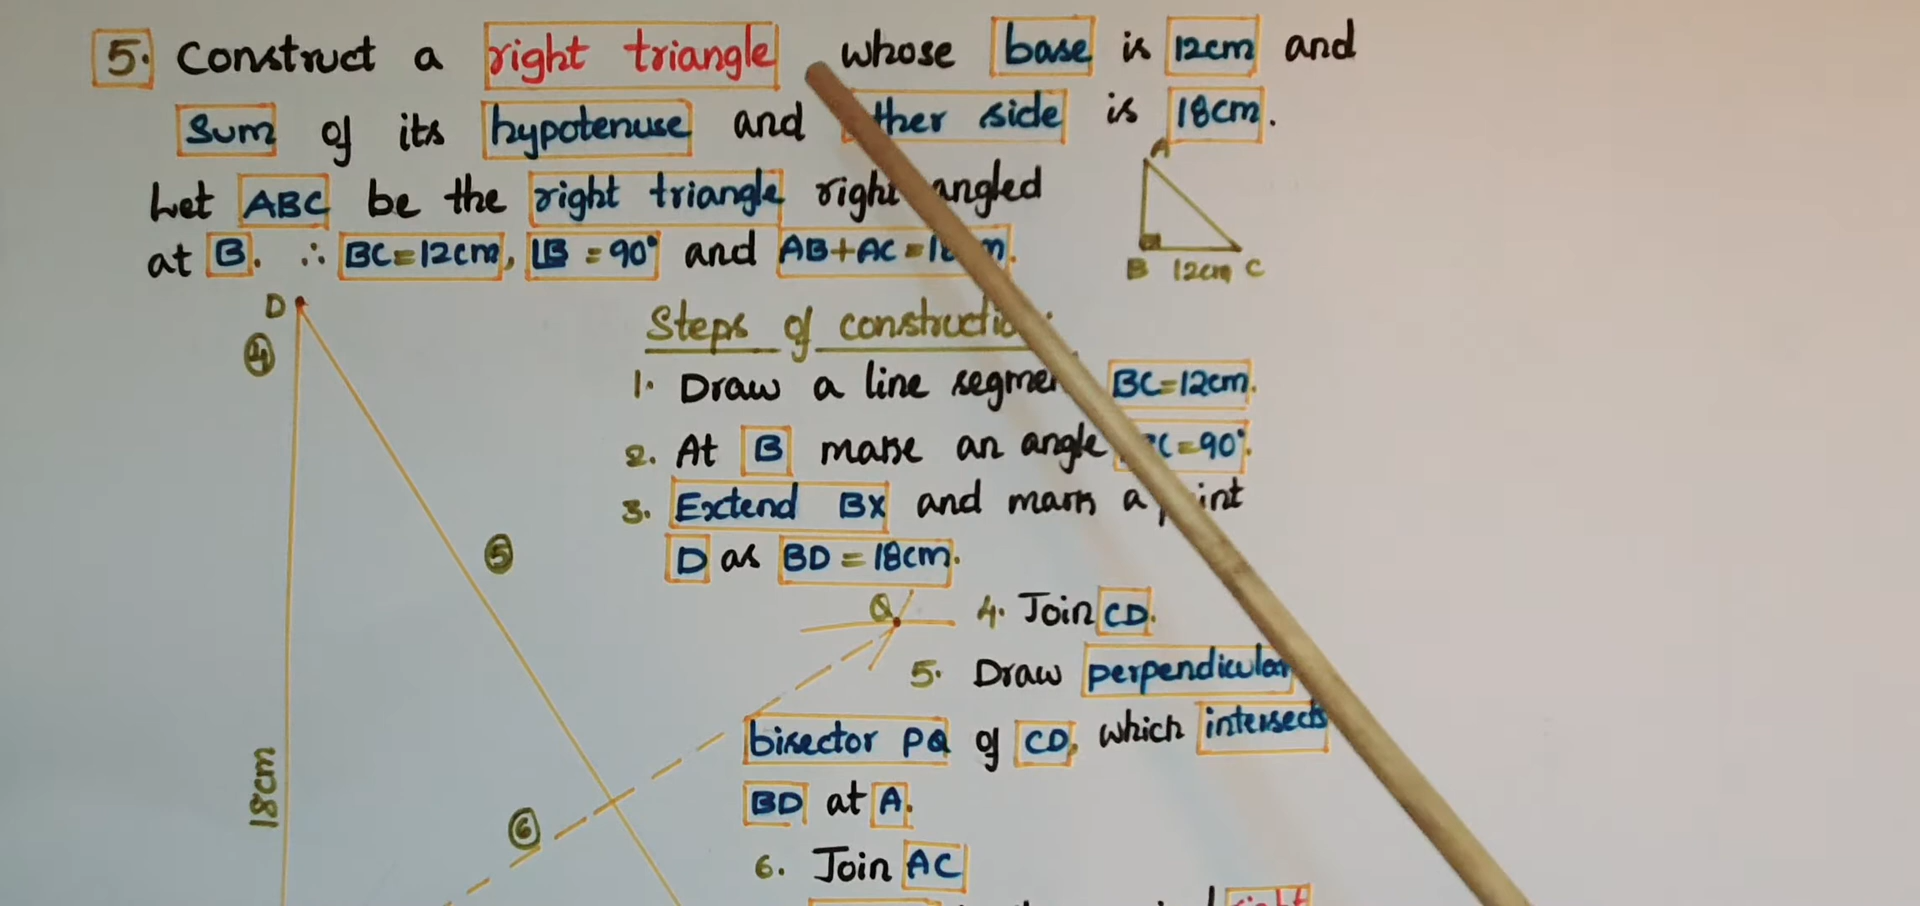 5. Construct a right triangle whose base is 12cm and
Sum of its hypotenuse and ther side is 18cm.
Let ABC be the right triangle right angled
at B. ∴ BC=12cm, ∠B=90° and AB+AC=1
A
B 12cm C
D
④
Steps of construction:
1. Draw a line segmen BC=12cm.
2. At B make an angle C=90°.
3. Extend BX and mark a int
D as BD=18cm.
⑤
Q
4. Join CD.
5. Draw perpendicular
bisector PQ of CD, which intersects
BD at A.
18cm
⑥
6. Join AC
right